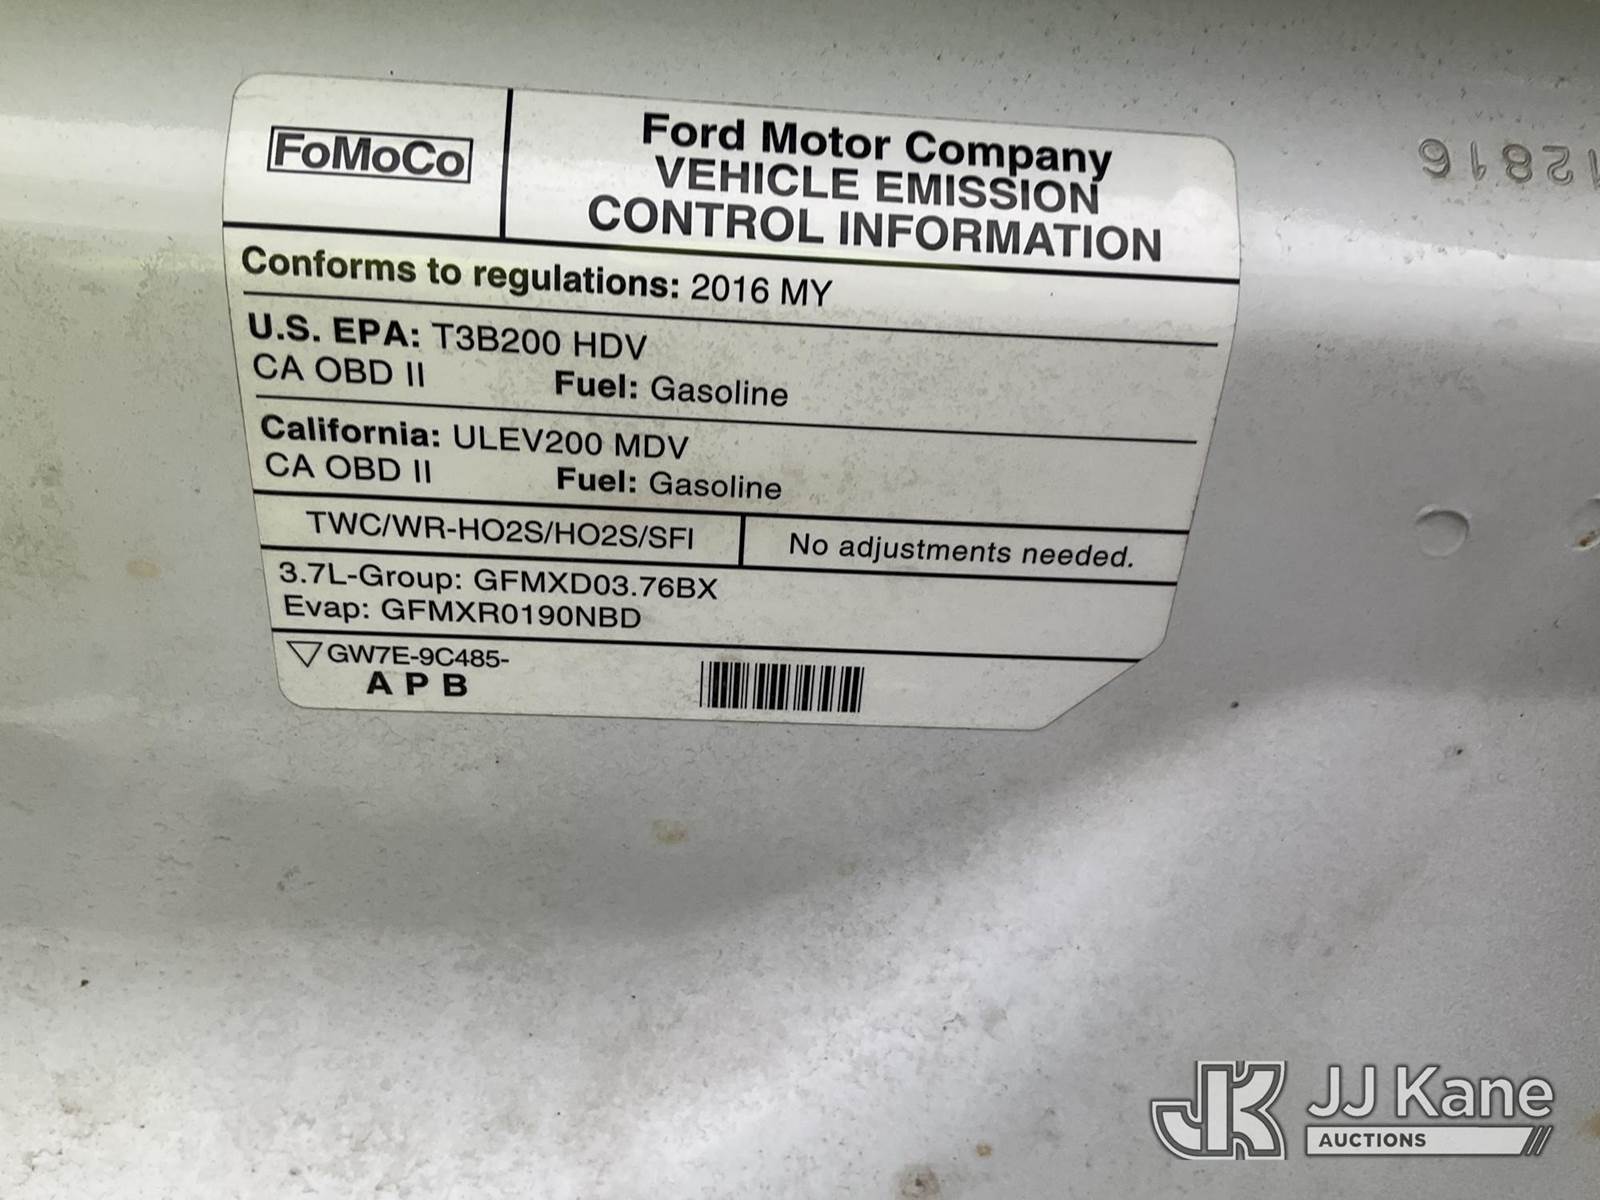 FoMoCo
Ford Motor Company
VEHICLE EMISSION
CONTROL INFORMATION
Conforms to regulations: 2016 MY
U.S. EPA: T3B200 HDV
CA OBD II Fuel: Gasoline
California: ULEV200 MDV
CA OBD II Fuel: Gasoline
TWC/WR-HO2S/HO2S/SFI
No adjustments needed.
3.7L-Group: GFMXD03.76BX
Evap: GFMXR0190NBD
GW7E-9C485-
A P B
JJ Kane
AUCTIONS